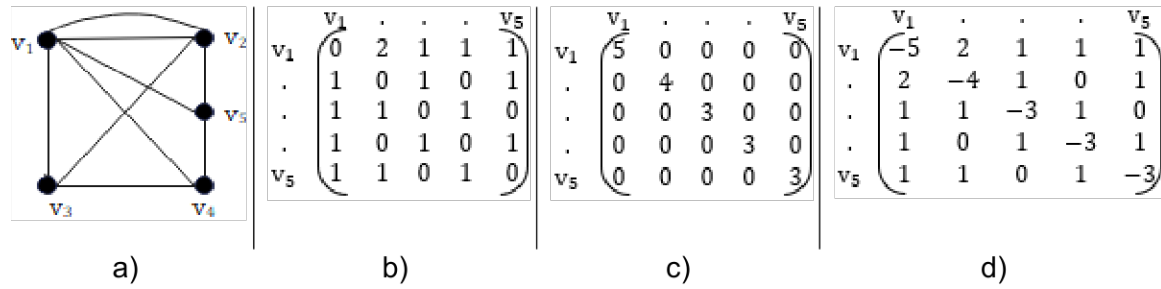 v₁
v₂
v₅
v₃ v₄
a)
v₁ . . . v₅
v₁ 0 2 1 1 1
. 1 0 1 0 1
. 1 1 0 1 0
. 1 0 1 0 1
v₅ 1 1 0 1 0
b)
v₁ . . . v₅
v₁ 5 0 0 0 0
. 0 4 0 0 0
. 0 0 3 0 0
. 0 0 0 3 0
v₅ 0 0 0 0 3
c)
v₁ . . . v₅
v₁ −5 2 1 1 1
. 2 −4 1 0 1
. 1 1 −3 1 0
. 1 0 1 −3 1
v₅ 1 1 0 1 −3
d)